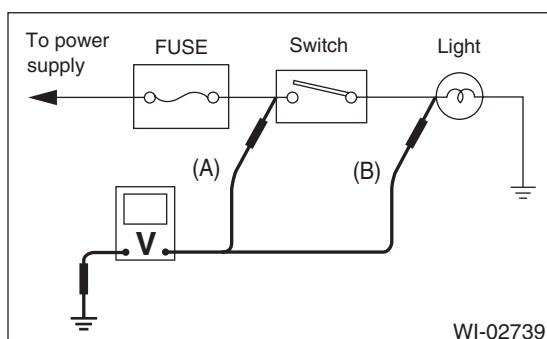 To power
supply
FUSE
Switch
Light
(A)
(B)
V
WI-02739